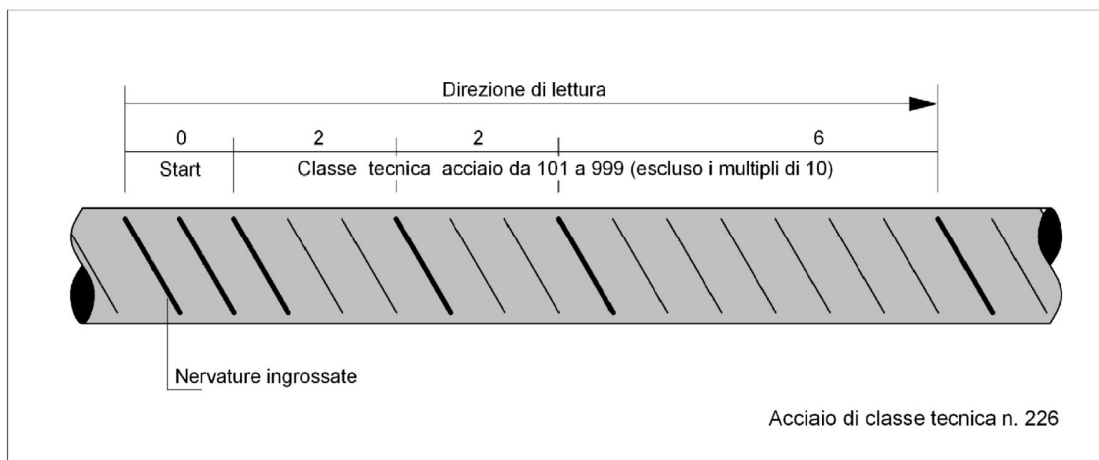 Direzione di lettura
0 2 2 6
Start Classe tecnica acciaio da 101 a 999 (escluso i multipli di 10)
Nervature ingrossate
Acciaio di classe tecnica n. 226